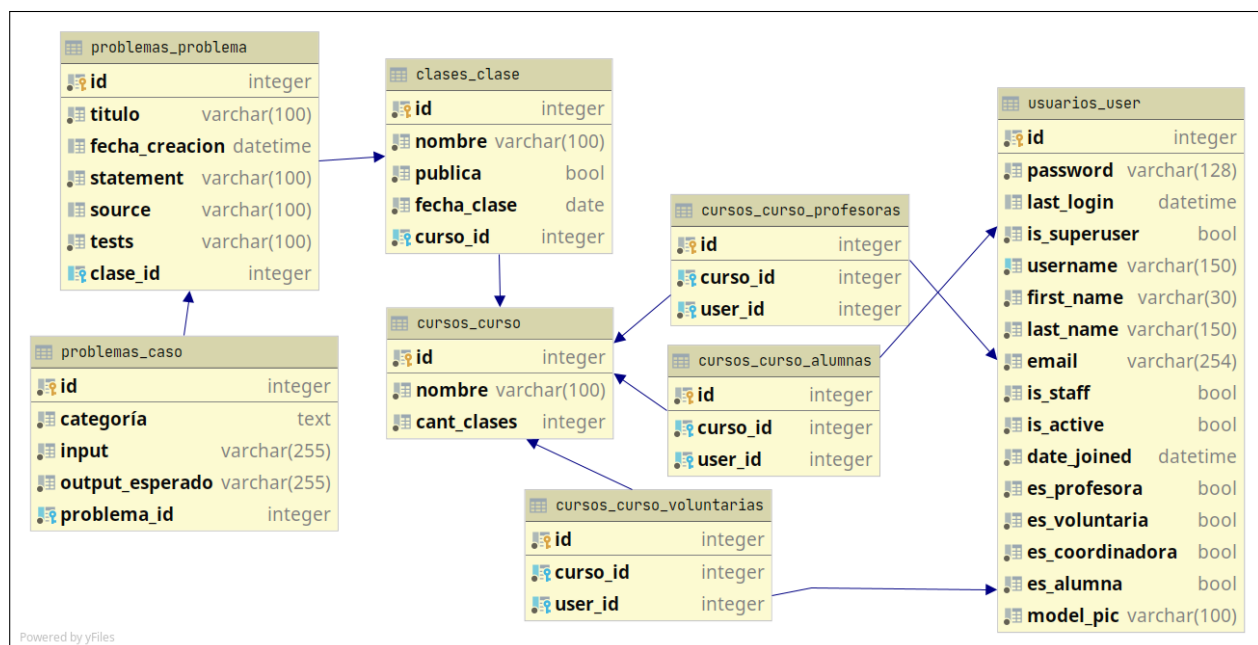 problemas_problema
id integer
titulo varchar(100)
fecha_creacion datetime
statement varchar(100)
source varchar(100)
tests varchar(100)
clase_id integer
clases_clase
id integer
nombre varchar(100)
publica bool
fecha_clase date
curso_id integer
usuarios_user
id integer
password varchar(128)
last_login datetime
is_superuser bool
username varchar(150)
first_name varchar(30)
last_name varchar(150)
email varchar(254)
is_staff bool
is_active bool
date_joined datetime
es_profesora bool
es_voluntaria bool
es_coordinadora bool
es_alumna bool
model_pic varchar(100)
cursos_curso_profesoras
id integer
curso_id integer
user_id integer
cursos_curso
id integer
nombre varchar(100)
cant_clases integer
problemas_caso
id integer
categoría text
input varchar(255)
output_esperado varchar(255)
problema_id integer
cursos_curso_alumnas
id integer
curso_id integer
user_id integer
cursos_curso_voluntarias
id integer
curso_id integer
user_id integer
Powered by yFiles